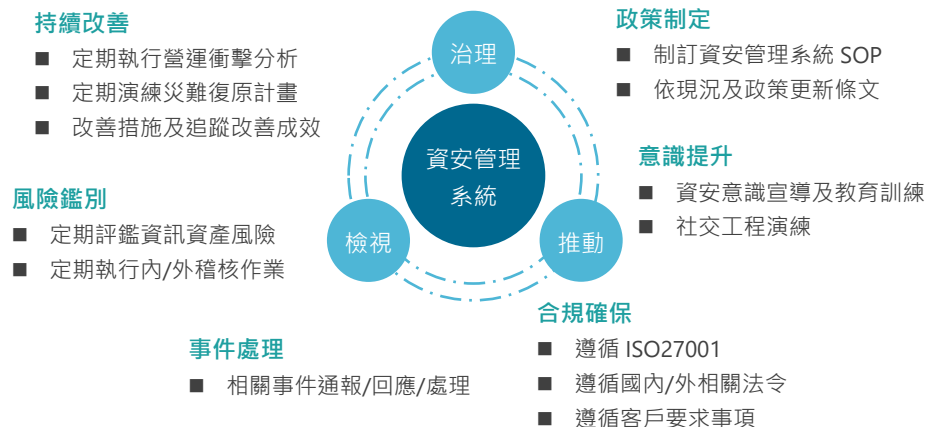 持續改善
■ 定期執行營運衝擊分析
■ 定期演練災難復原計畫
■ 改善措施及追蹤改善成效
治理
政策制定
■ 制訂資安管理系統 SOP
■ 依現況及政策更新條文
資安管理
系統
意識提升
■ 資安意識宣導及教育訓練
■ 社交工程演練
風險鑑別
■ 定期評鑑資訊資產風險
■ 定期執行內/外稽核作業
檢視
推動
事件處理
■ 相關事件通報/回應/處理
合規確保
■ 遵循 ISO27001
■ 遵循國內/外相關法令
■ 遵循客戶要求事項